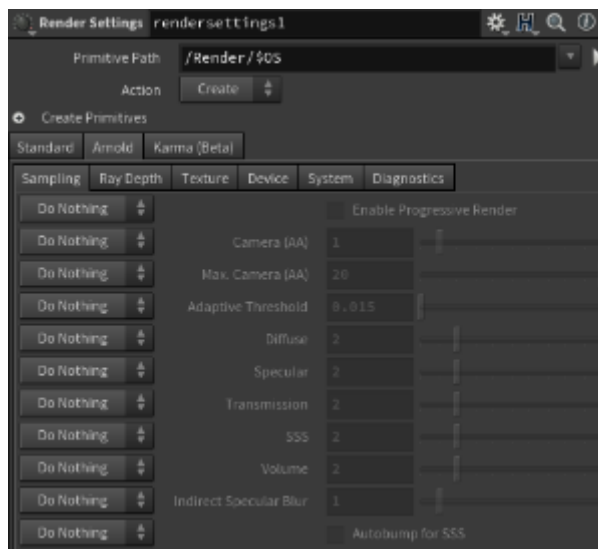 Render Settings rendersettings1
Primitive Path /Render/$OS
Action Create
Create Primitives
Standard Arnold Karma (Beta)
Sampling Ray Depth Texture Device System Diagnostics
Do Nothing Enable Progressive Render
Do Nothing Camera (AA) 1
Do Nothing Max. Camera (AA) 20
Do Nothing Adaptive Threshold 0.015
Do Nothing Diffuse 2
Do Nothing Specular 2
Do Nothing Transmission 2
Do Nothing SSS 2
Do Nothing Volume 2
Do Nothing Indirect Specular Blur 1
Do Nothing Autobump for SSS